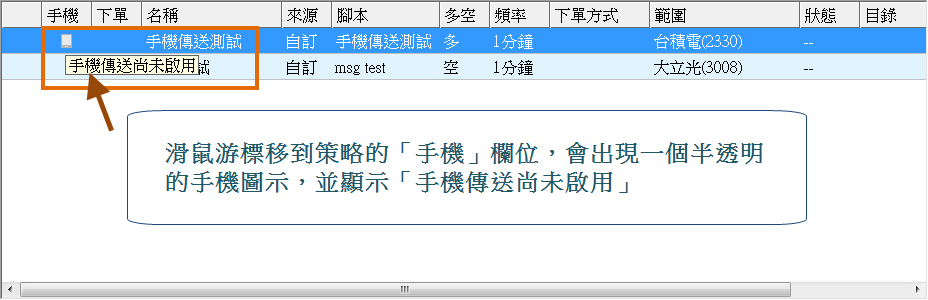 手機 下單 名稱 來源 腳本 多空 頻率 下單方式 範圍 狀態 目錄
手機傳送測試 自訂 手機傳送測試 多 1分鐘 台積電(2330) --
手機傳送尚未啟用 試 自訂 msg test 空 1分鐘 大立光(3008) --
滑鼠游標移到策略的「手機」欄位，會出現一個半透明
的手機圖示，並顯示「手機傳送尚未啟用」